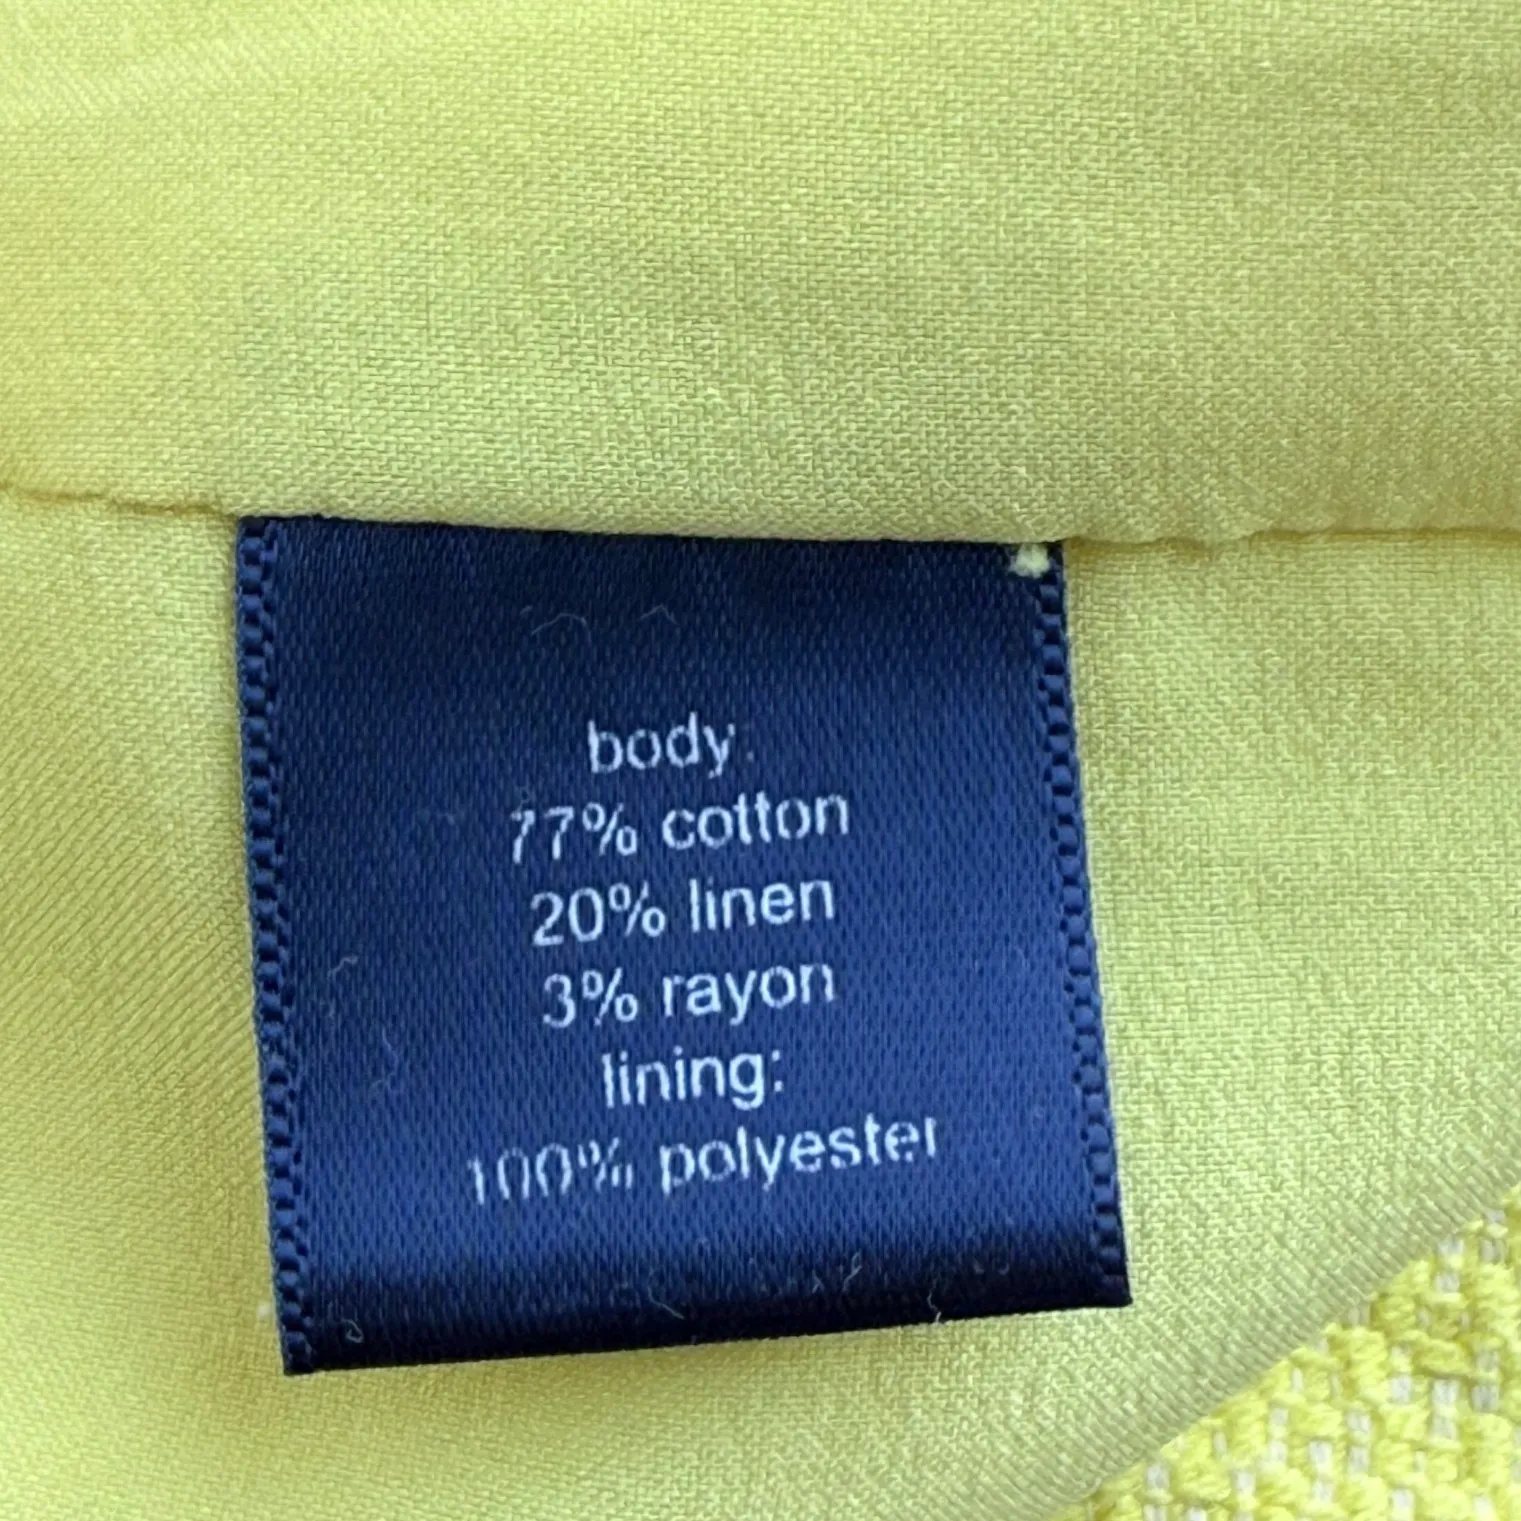 body:
77% cotton
20% linen
3% rayon
lining:
100% polyester